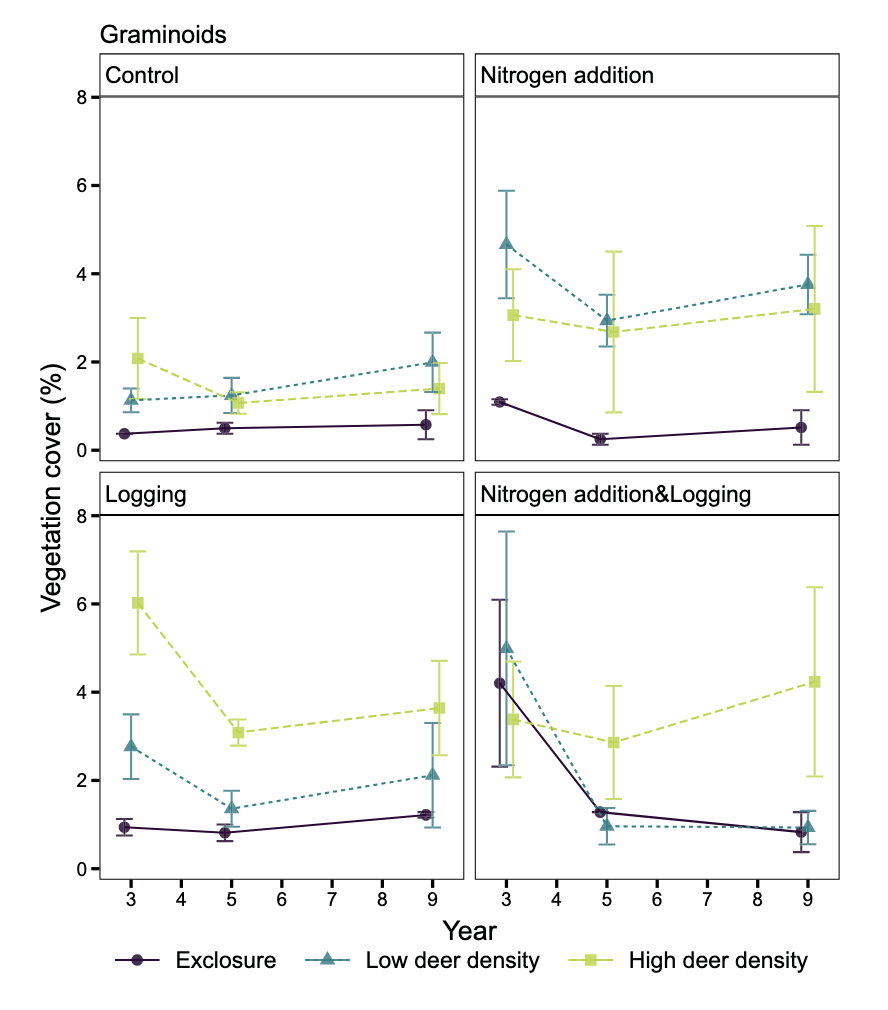 Graminoids
Control
Nitrogen addition
8
6
4
2
0
Vegetation cover (%)
Logging
Nitrogen addition&Logging
8
6
4
2
0
3 4 5 6 7 8 9
3 4 5 6 7 8 9
Year
Exclosure Low deer density High deer density